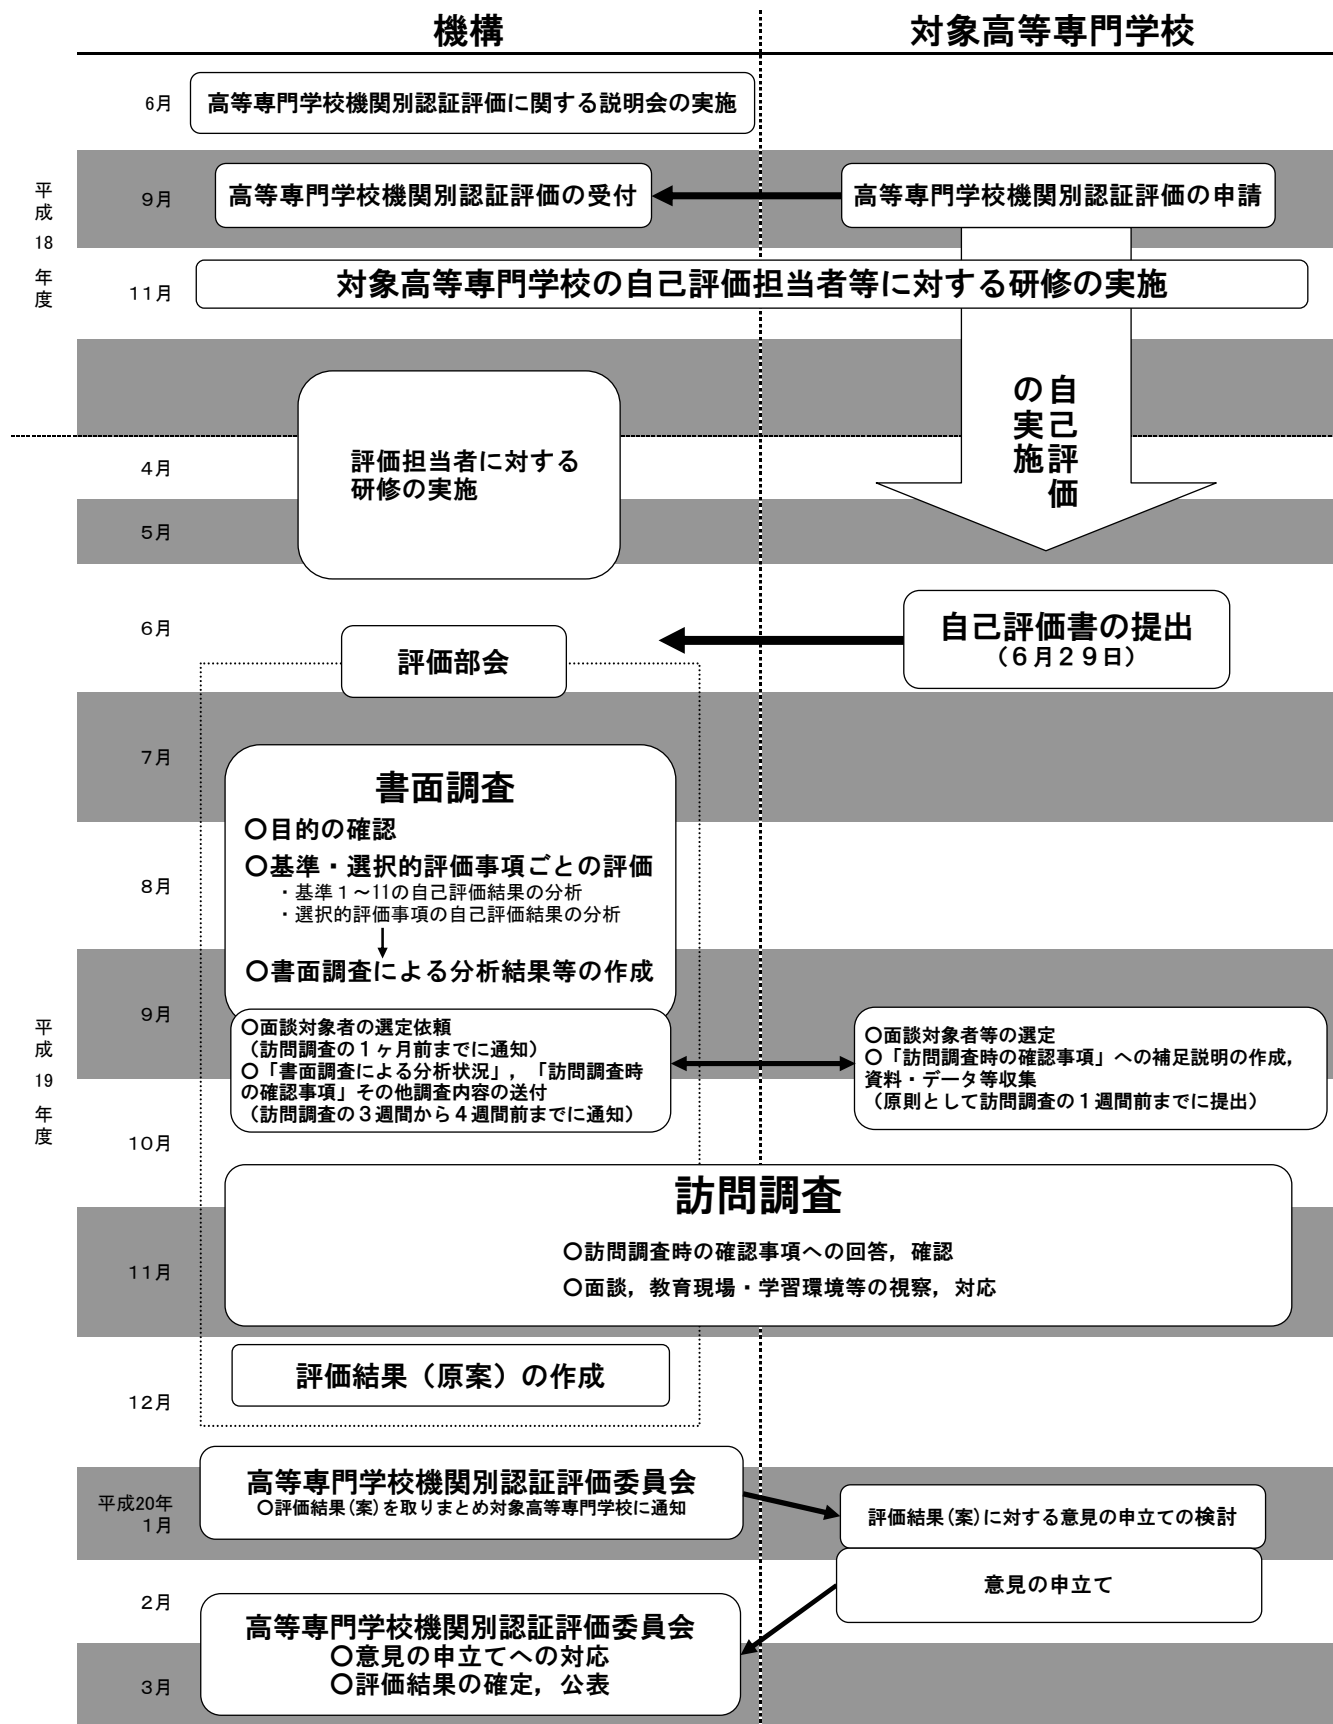 機構
対象高等専門学校
平成18年度
6月
高等専門学校機関別認証評価に関する説明会の実施
9月
高等専門学校機関別認証評価の受付
高等専門学校機関別認証評価の申請
11月
対象高等専門学校の自己評価担当者等に対する研修の実施
自己評価
の実施
評価担当者に対する
研修の実施
平成19年度
4月
5月
6月
自己評価書の提出
（６月２９日）
評価部会
7月
書面調査
〇目的の確認
〇基準・選択的評価事項ごとの評価
・基準１～11の自己評価結果の分析
・選択的評価事項の自己評価結果の分析
8月
〇書面調査による分析結果等の作成
9月
〇面談対象者の選定依頼
（訪問調査の１ヶ月前までに通知）
〇「書面調査による分析状況」，「訪問調査時
の確認事項」その他調査内容の送付
（訪問調査の３週間から４週間前までに通知）
〇面談対象者等の選定
〇「訪問調査時の確認事項」への補足説明の作成，
資料・データ等収集
（原則として訪問調査の１週間前までに提出）
10月
訪問調査
〇訪問調査時の確認事項への回答，確認
〇面談，教育現場・学習環境等の視察，対応
11月
評価結果（原案）の作成
12月
平成20年
1月
高等専門学校機関別認証評価委員会
〇評価結果(案)を取りまとめ対象高等専門学校に通知
評価結果(案)に対する意見の申立ての検討
意見の申立て
2月
高等専門学校機関別認証評価委員会
〇意見の申立てへの対応
〇評価結果の確定，公表
3月